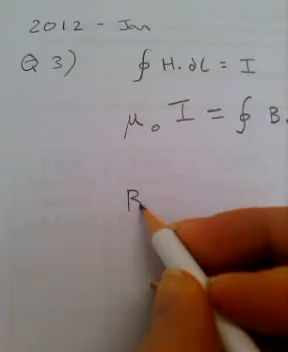 2012 - Jan
Q 3) ∮ H.dL = I
μ₀ I = ∮ B.
R